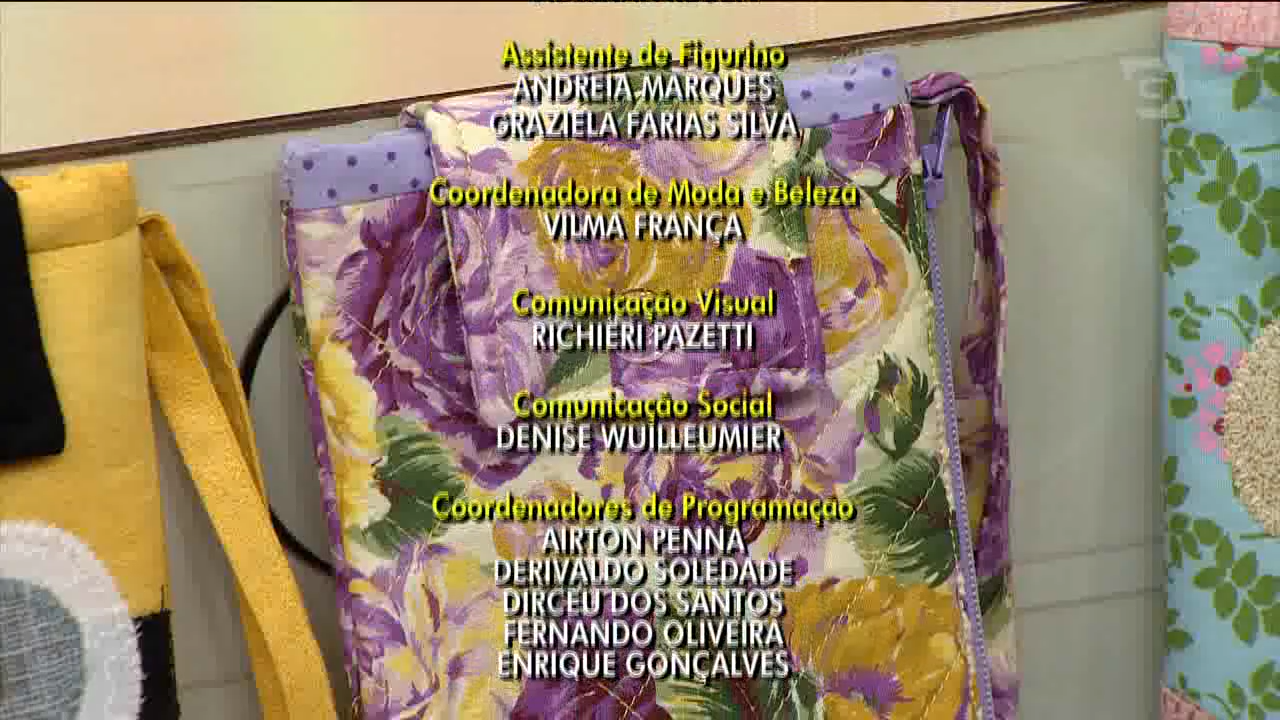 Assistente de Figurino
ANDREIA MARQUES
GRAZIELA FARIAS SILVA
Coordenadora de Moda e Beleza
VILMA FRANÇA
Comunicação Visual
RICHIERI PAZETTI
Comunicação Social
DENISE WUILLEUMIER
Coordenadores de Programação
AIRTON PENNA
DERIVALDO SOLEDADE
DIRCEU DOS SANTOS
FERNANDO OLIVEIRA
ENRIQUE GONÇALVES